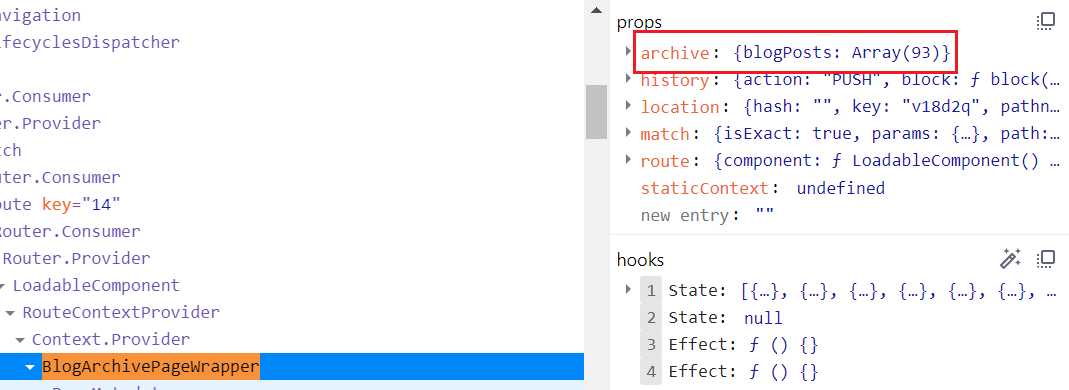 avigation
ifecyclesDispatcher
r.Consumer
er.Provider
tch
uter.Consumer
oute key="14"
Router.Consumer
Router.Provider
LoadableComponent
RouteContextProvider
Context.Provider
BlogArchivePageWrapper
props
archive: {blogPosts: Array(93)}
history: {action: "PUSH", block: ƒ block(…
location: {hash: "", key: "v18d2q", pathn…
match: {isExact: true, params: {…}, path:…
route: {component: ƒ LoadableComponent() …
staticContext: undefined
new entry: ""
hooks
1 State: [{…}, {…}, {…}, {…}, {…}, {…}, …
2 State: null
3 Effect: ƒ () {}
4 Effect: ƒ () {}